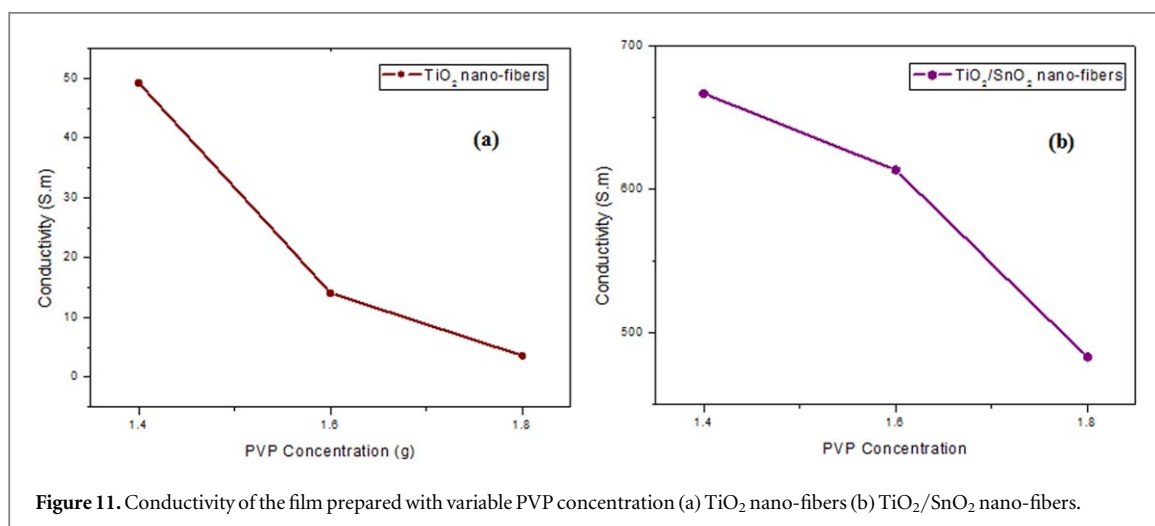 TiO₂ nano-fibers
(a)
Conductivity (S.m)
50
40
30
20
10
0
1.4
1.6
1.8
PVP Concentration (g)
TiO₂/SnO₂ nano-fibers
(b)
Conductivity (S.m)
700
600
500
1.4
1.6
1.8
PVP Concentration
Figure 11. Conductivity of the film prepared with variable PVP concentration (a) TiO₂ nano-fibers (b) TiO₂/SnO₂ nano-fibers.